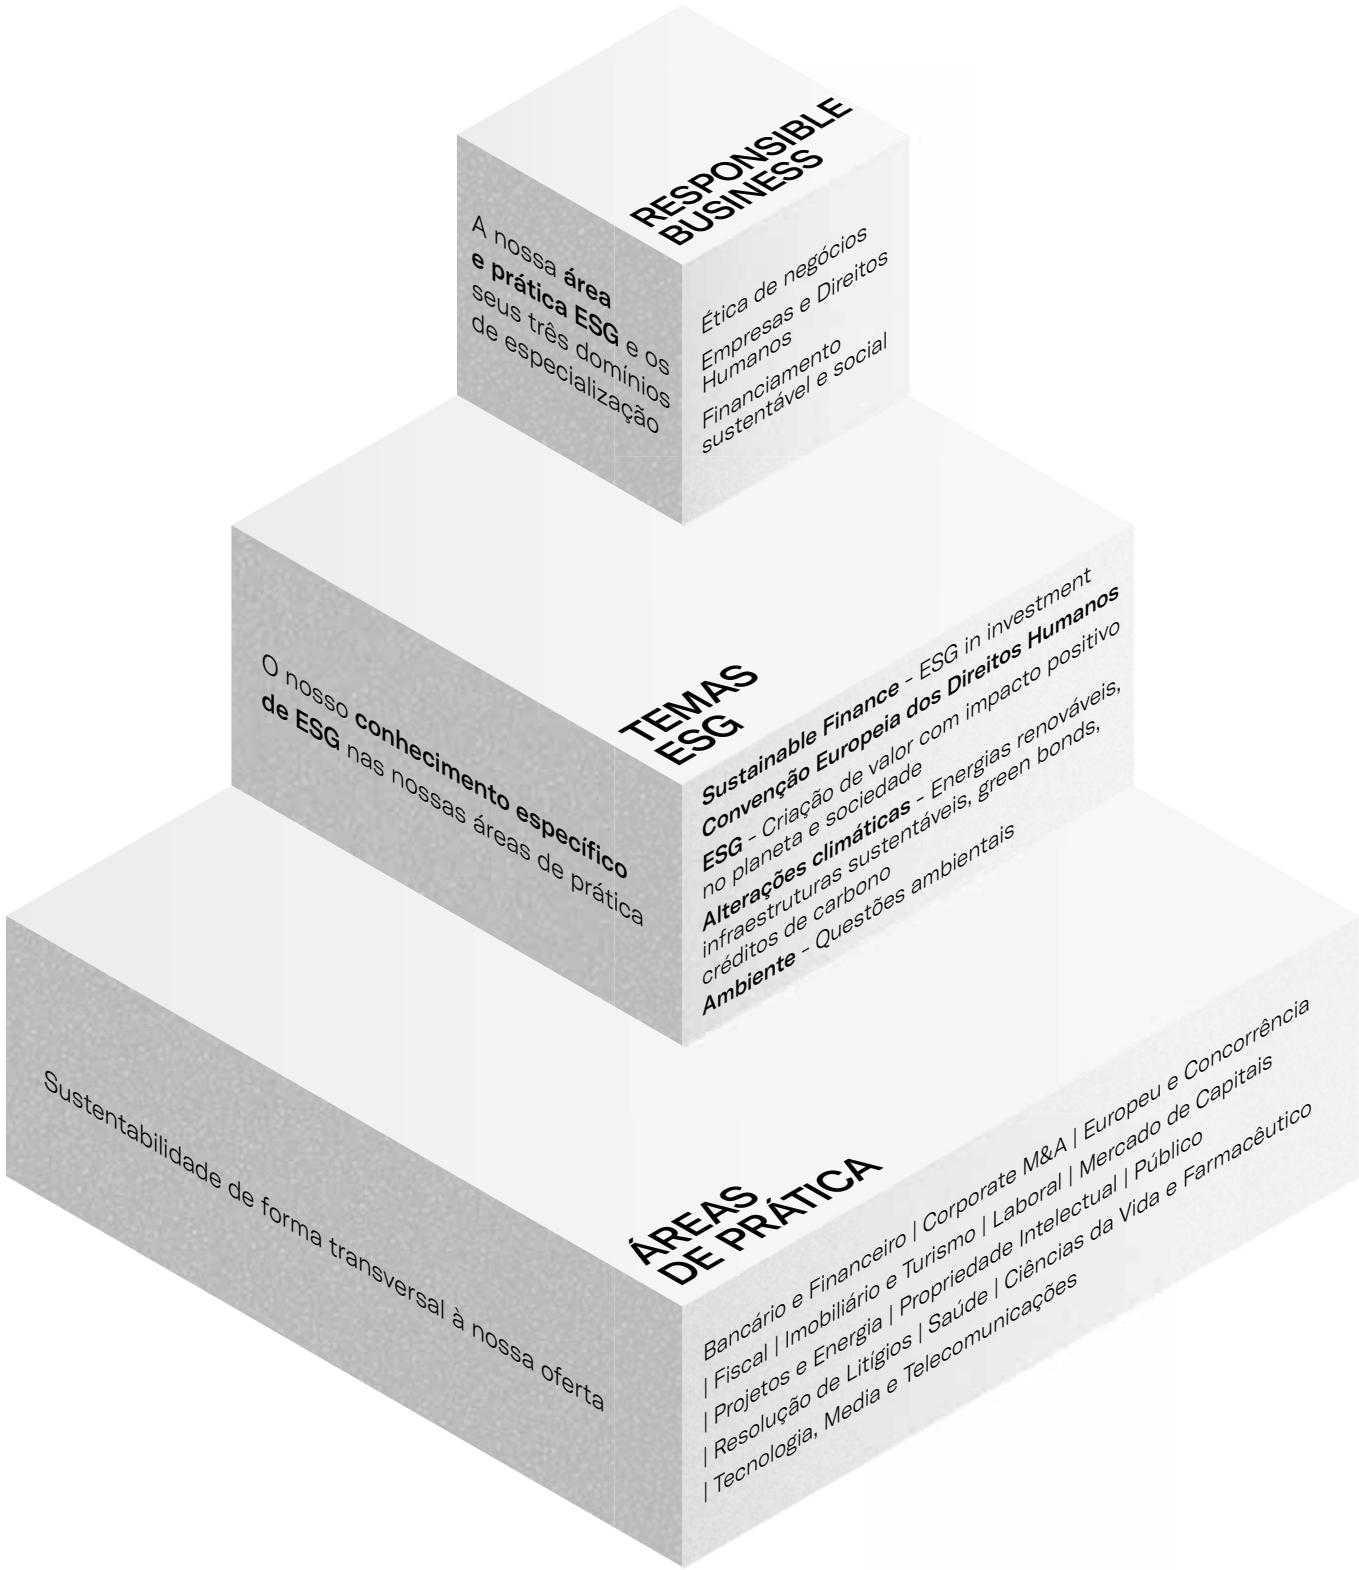 RESPONSIBLE
BUSINESS
A nossa área
e prática ESG e os
seus três domínios
de especialização
Ética de negócios
Empresas e Direitos
Humanos
Financiamento
sustentável e social
TEMAS
ESG
O nosso conhecimento específico
de ESG nas nossas áreas de prática
Sustainable Finance - ESG in investment
Convenção Europeia dos Direitos Humanos
ESG - Criação de valor com impacto positivo
no planeta e sociedade
Alterações climáticas - Energias renováveis,
infraestruturas sustentáveis, green bonds,
créditos de carbono
Ambiente - Questões ambientais
ÁREAS
DE PRÁTICA
Sustentabilidade de forma transversal à nossa oferta
Bancário e Financeiro | Corporate M&A | Europeu e Concorrência
| Fiscal | Imobiliário e Turismo | Laboral | Mercado de Capitais
| Projetos e Energia | Propriedade Intelectual | Público
| Resolução de Litígios | Saúde | Ciências da Vida e Farmacêutico
| Tecnologia, Media e Telecomunicações